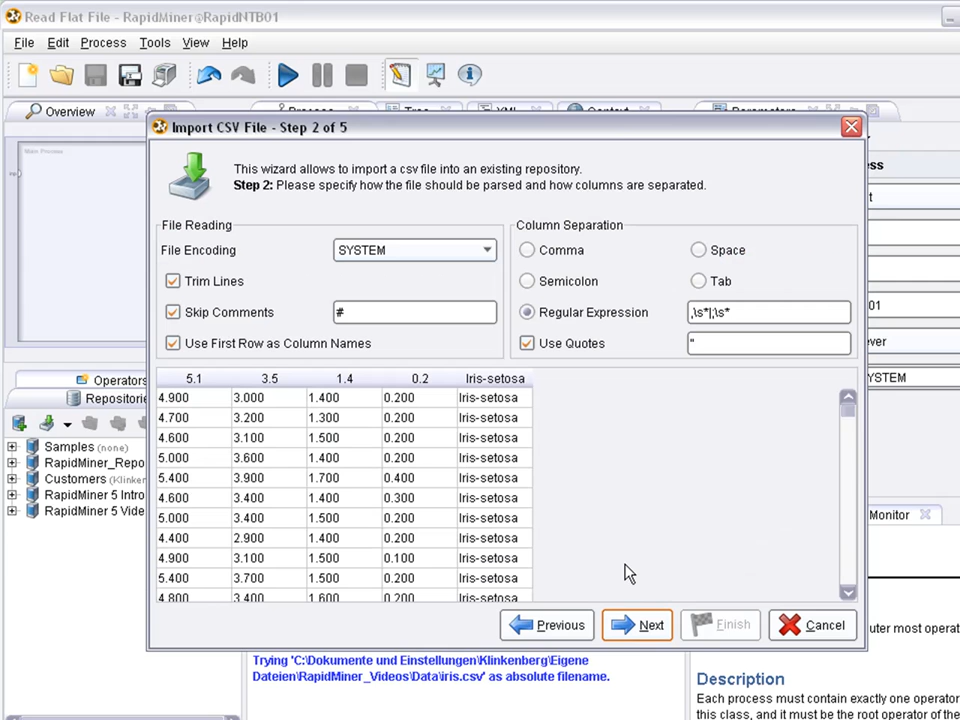 Read Flat File - RapidMiner@RapidNTB01
File Edit Process Tools View Help
Overview
Import CSV File - Step 2 of 5
This wizard allows to import a csv file into an existing repository.
Step 2: Please specify how the file should be parsed and how columns are separated.
File Reading
File Encoding SYSTEM
Trim Lines
Skip Comments #
Use First Row as Column Names
Column Separation
Comma Space
Semicolon Tab
Regular Expression ,\s*|;\s*
Use Quotes "
5.1 3.5 1.4 0.2 Iris-setosa
4.900 3.000 1.400 0.200 Iris-setosa
4.700 3.200 1.300 0.200 Iris-setosa
4.600 3.100 1.500 0.200 Iris-setosa
5.000 3.600 1.400 0.200 Iris-setosa
5.400 3.900 1.700 0.400 Iris-setosa
4.600 3.400 1.400 0.300 Iris-setosa
5.000 3.400 1.500 0.200 Iris-setosa
4.400 2.900 1.400 0.200 Iris-setosa
4.900 3.100 1.500 0.100 Iris-setosa
5.400 3.700 1.500 0.200 Iris-setosa
4.800 3.400 1.600 0.200 Iris-setosa
Previous Next Finish Cancel
Operators
Repositorie
Samples (none)
RapidMiner_Repo
Customers (Klinken
RapidMiner 5 Intro
RapidMiner 5 Vide
ess
t
01
ever
YSTEM
Monitor
uter most operat
Trying 'C:\Dokumente und Einstellungen\Klinkenberg\Eigene
Dateien\RapidMiner_Videos\Data\iris.csv' as absolute filename.
Description
Each process must contain exactly one operator
this class, and it must be the root operator of the